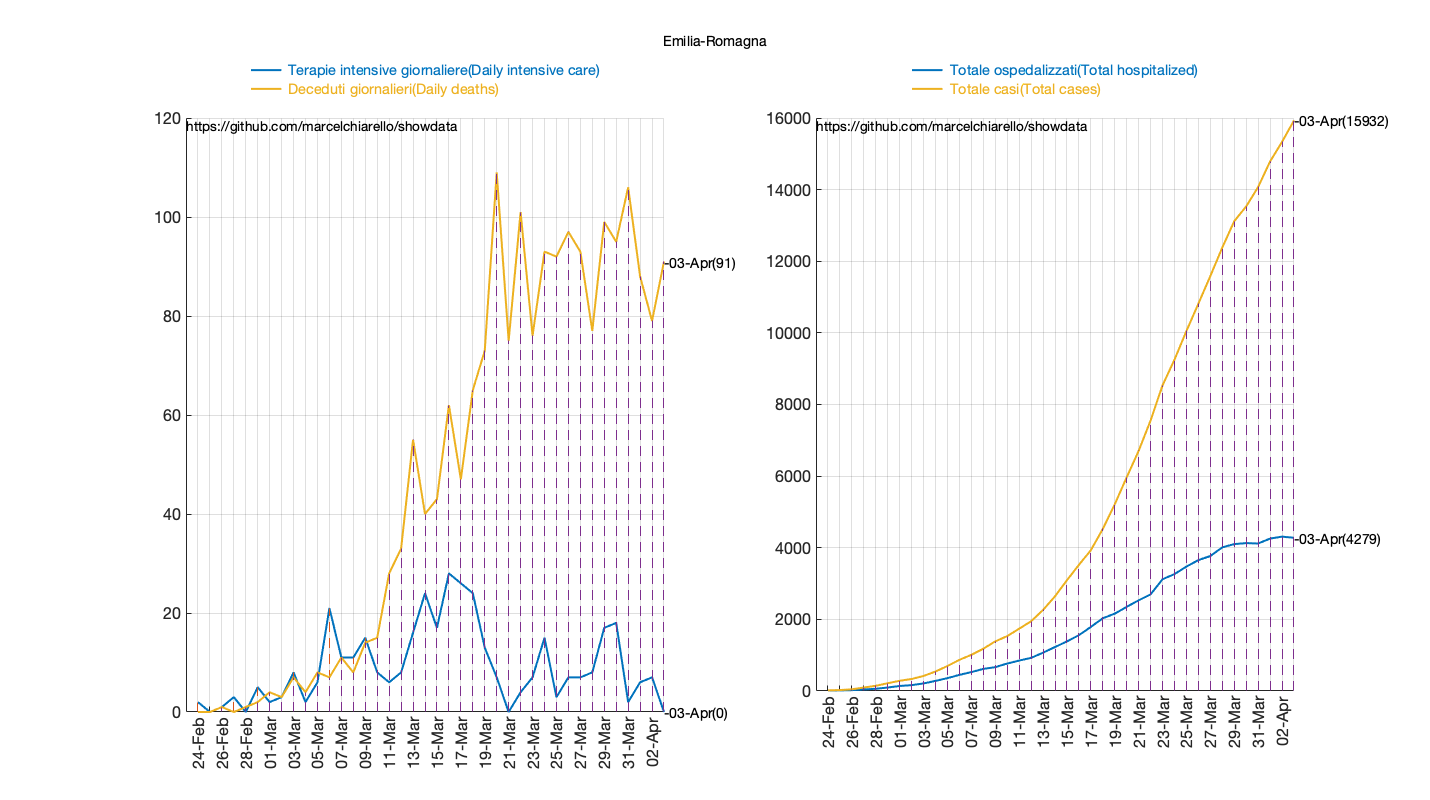 Emilia-Romagna
Terapie intensive giornaliere(Daily intensive care)
Deceduti giornalieri(Daily deaths)
https://github.com/marcelchiarello/showdata
120
100
80
60
40
20
0
-03-Apr(91)
-03-Apr(0)
24-Feb
26-Feb
28-Feb
01-Mar
03-Mar
05-Mar
07-Mar
09-Mar
11-Mar
13-Mar
15-Mar
17-Mar
19-Mar
21-Mar
23-Mar
25-Mar
27-Mar
29-Mar
31-Mar
02-Apr
Totale ospedalizzati(Total hospitalized)
Totale casi(Total cases)
https://github.com/marcelchiarello/showdata
16000
14000
12000
10000
8000
6000
4000
2000
0
-03-Apr(15932)
-03-Apr(4279)
24-Feb
26-Feb
28-Feb
01-Mar
03-Mar
05-Mar
07-Mar
09-Mar
11-Mar
13-Mar
15-Mar
17-Mar
19-Mar
21-Mar
23-Mar
25-Mar
27-Mar
29-Mar
31-Mar
02-Apr